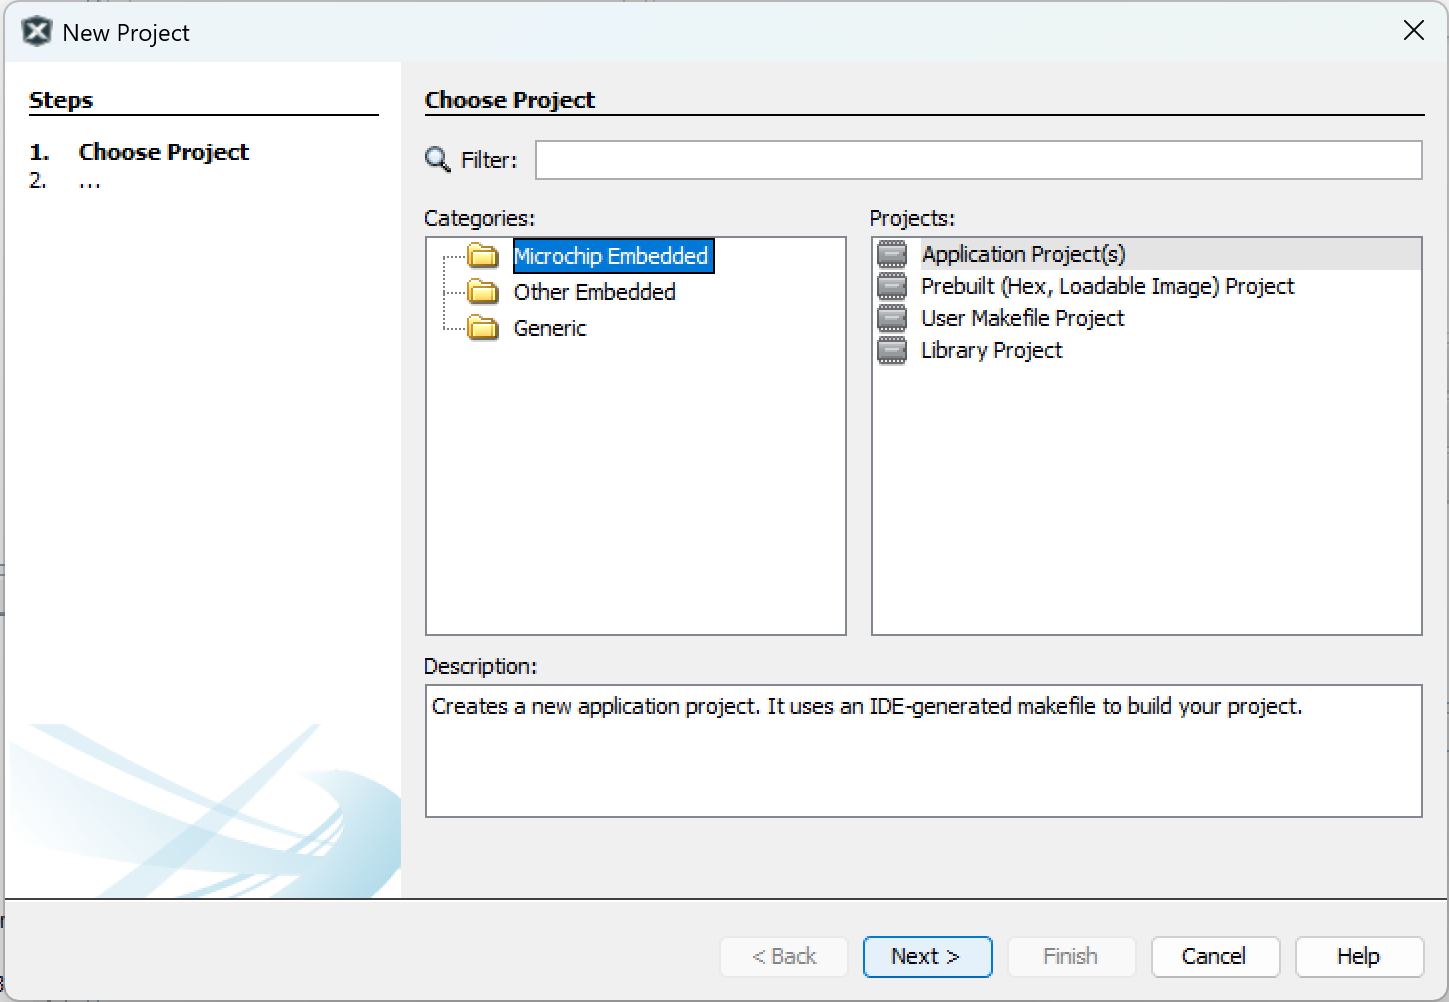 New Project
Steps
1. Choose Project
2. ...
Choose Project
Filter:
Categories:
Microchip Embedded
Other Embedded
Generic
Projects:
Application Project(s)
Prebuilt (Hex, Loadable Image) Project
User Makefile Project
Library Project
Description:
Creates a new application project. It uses an IDE-generated makefile to build your project.
< Back
Next >
Finish
Cancel
Help